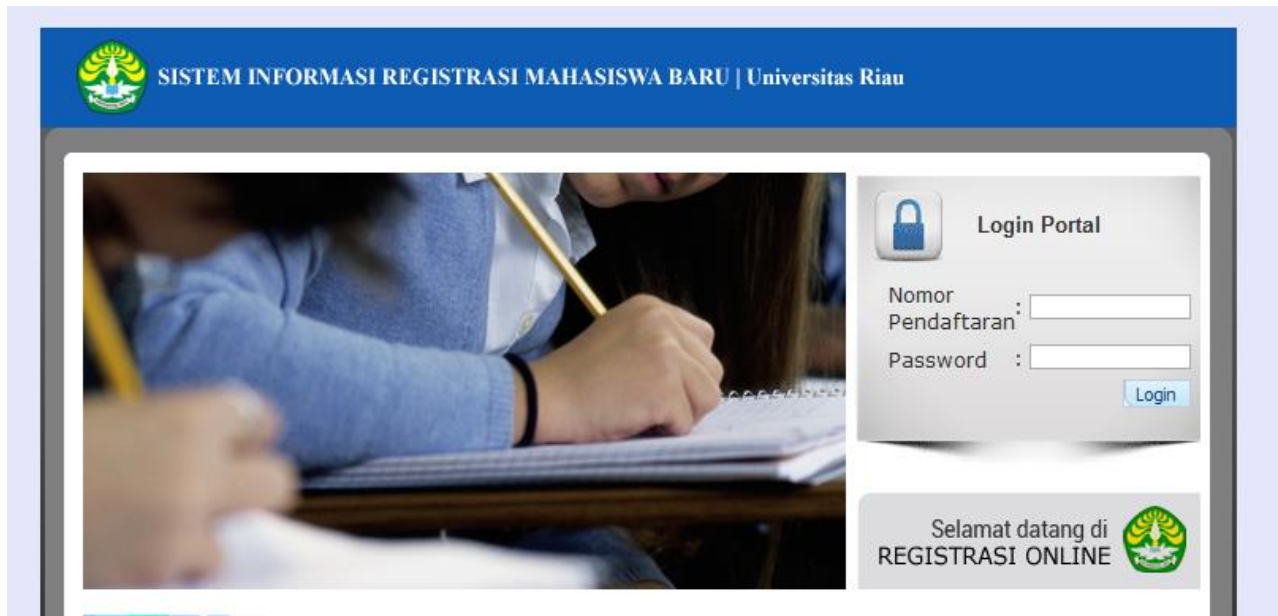 SISTEM INFORMASI REGISTRASI MAHASISWA BARU | Universitas Riau
Login Portal
Nomor
Pendaftaran :
Password :
Login
Selamat datang di
REGISTRASI ONLINE